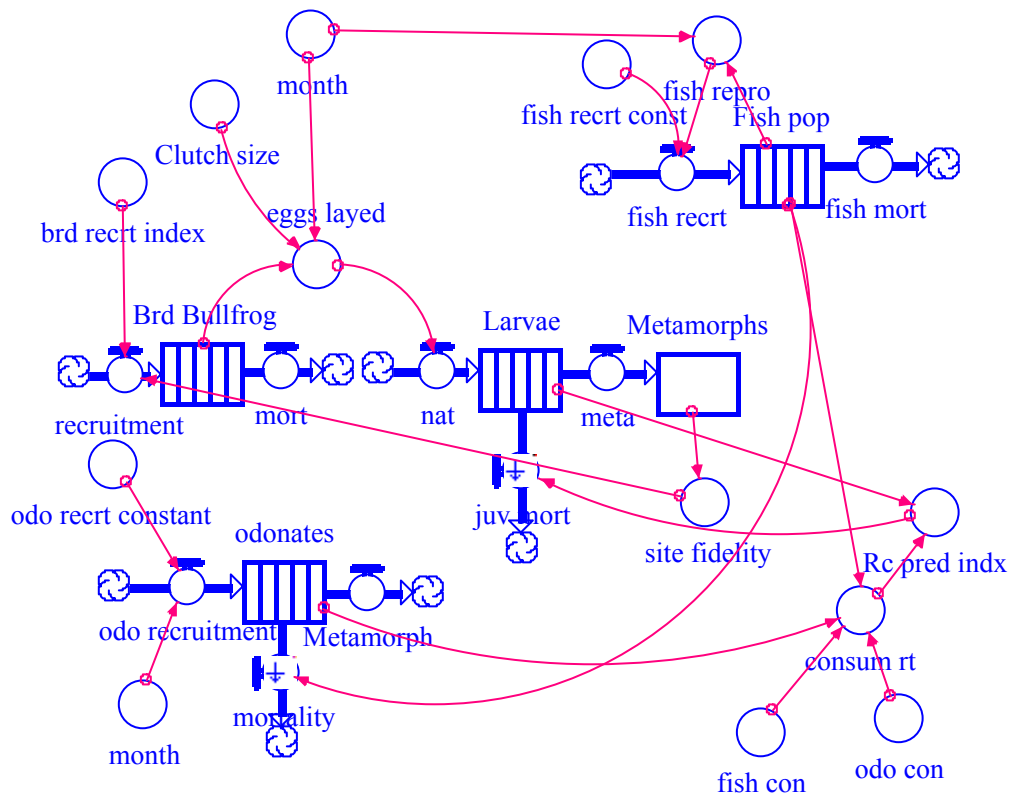 month
fish repro
fish recrt const
Fish pop
Clutch size
fish recrt
fish mort
brd recrt index
eggs layed
Brd Bullfrog
Larvae
Metamorphs
recruitment
mort
nat
meta
odo recrt constant
juv mort
odonates
site fidelity
Rc pred indx
odo recruitment
Metamorph
consum rt
mortality
month
fish con
odo con